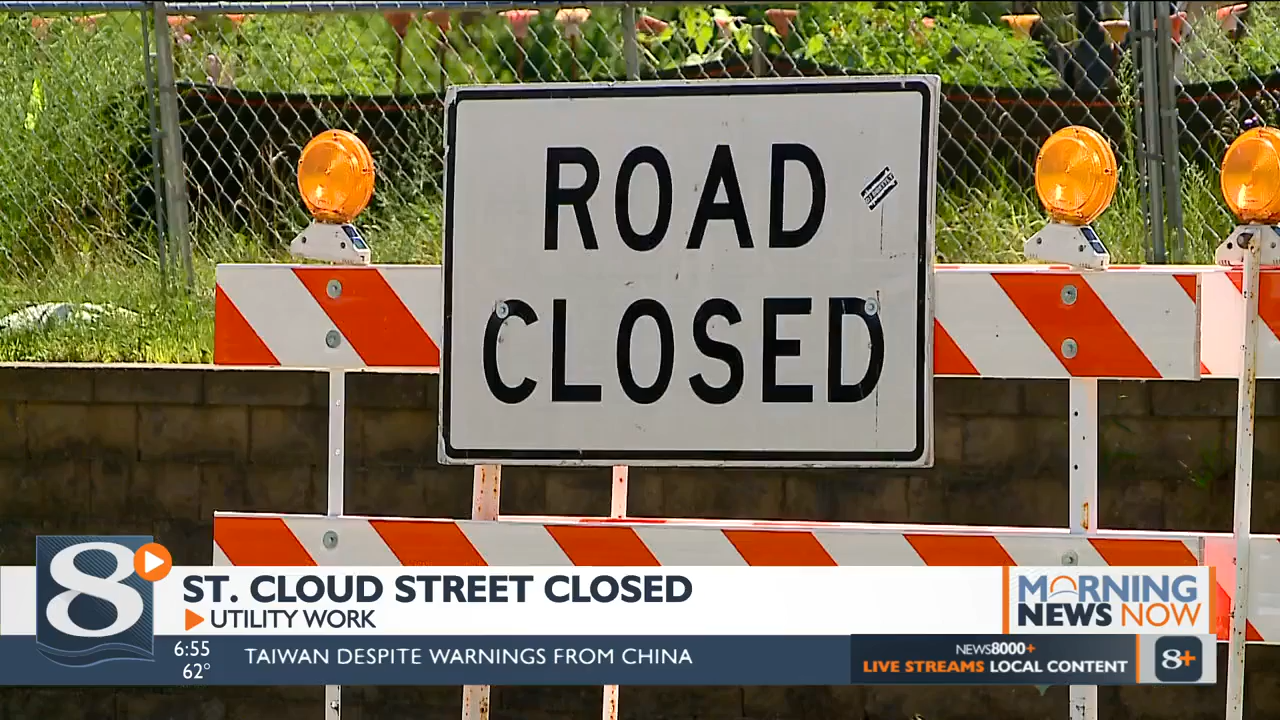 ROAD
CLOSED
8
ST. CLOUD STREET CLOSED
UTILITY WORK
MORNING
NEWS NOW
6:55
62°
TAIWAN DESPITE WARNINGS FROM CHINA
NEWS8000+
LIVE STREAMS LOCAL CONTENT
8+